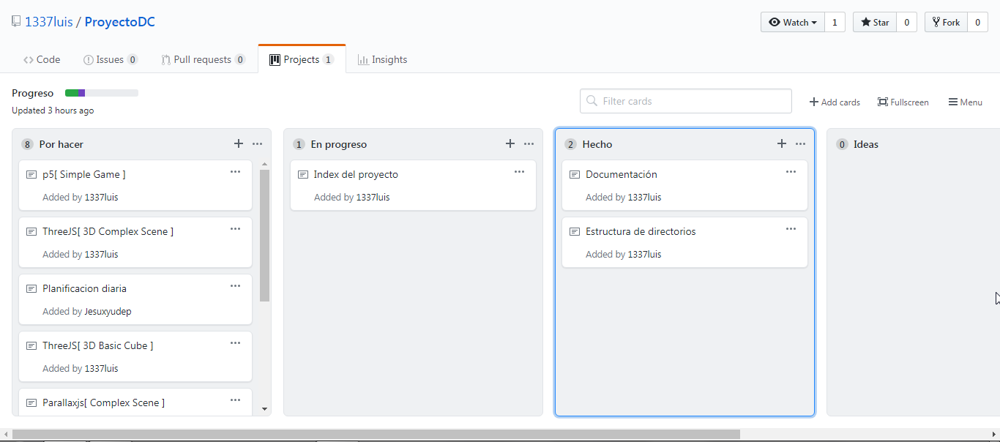 1337luis / ProyectoDC
Watch 1 Star 0 Fork 0
Code Issues 0 Pull requests 0 Projects 1 Insights
Progreso
Updated 3 hours ago
Filter cards
Add cards Fullscreen Menu
8 Por hacer
p5[ Simple Game ]
Added by 1337luis
ThreeJS[ 3D Complex Scene ]
Added by 1337luis
Planificacion diaria
Added by Jesuxyudep
ThreeJS[ 3D Basic Cube ]
Added by 1337luis
Parallaxjs[ Complex Scene ]
1 En progreso
Index del proyecto
Added by 1337luis
2 Hecho
Documentación
Added by 1337luis
Estructura de directorios
Added by 1337luis
0 Ideas